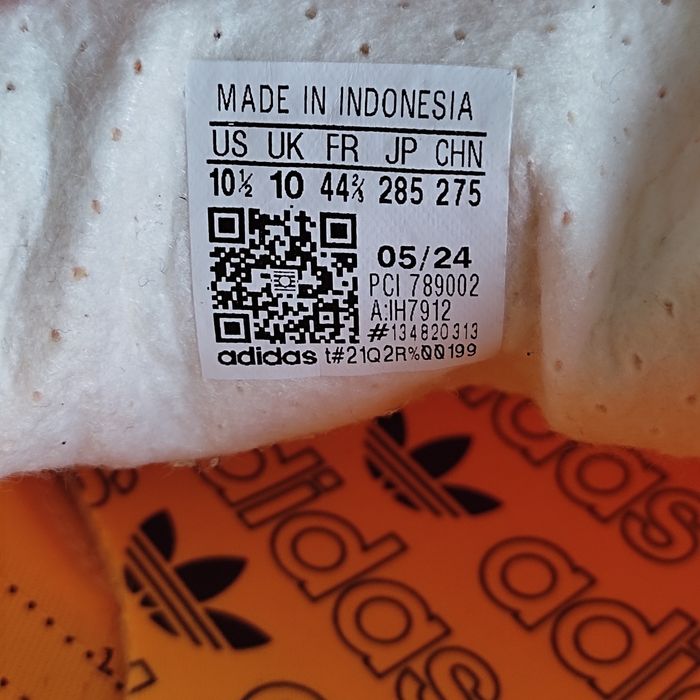 MADE IN INDONESIA
US UK FR JP CHN
10½ 10 44⅔ 285 275
05/24
PCI 789002
A:IH7912
#134820313
adidas t#21Q2R%00199
adidas
adidas
adidas